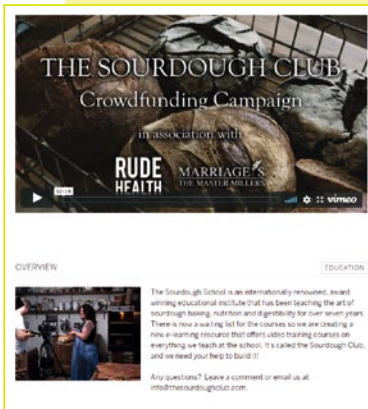 THE SOURDOUGH CLUB
Crowdfunding Campaign
in association with
RUDE HEALTH
MARRIAGE'S
THE MASTER MILLERS
vimeo
OVERVIEW
EDUCATION
The Sourdough School is an internationally renowned, award
winning educational institute that has been teaching the art of
sourdough baking, nutrition and digestibility for over seven years.
There is now a waiting list for the courses so we are creating a
new e-learning resource that offers video training courses on
everything we teach at the school. It's called the Sourdough Club,
and we need your help to build it!
Any questions? Leave a comment or email us at
info@thesourdoughclub.com.